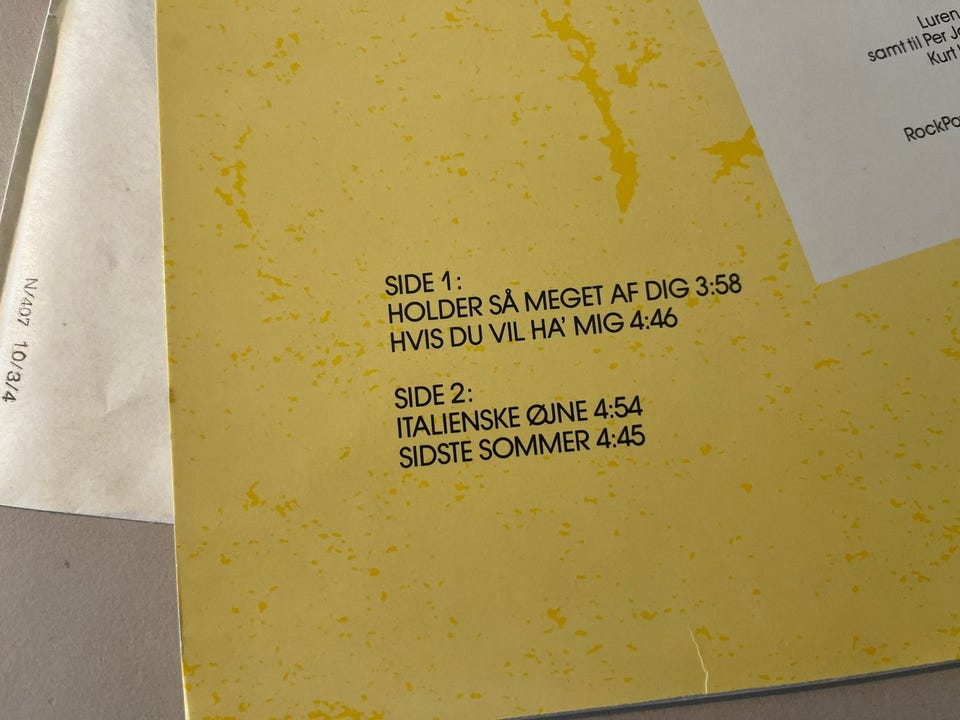 Luren
samt til Per
Kurt
SIDE 1:
HOLDER SÅ MEGET AF DIG 3:58
HVIS DU VIL HA' MIG 4:46
SIDE 2:
ITALIENSKE ØJNE 4:54
SIDSTE SOMMER 4:45
N/407 10/3/4